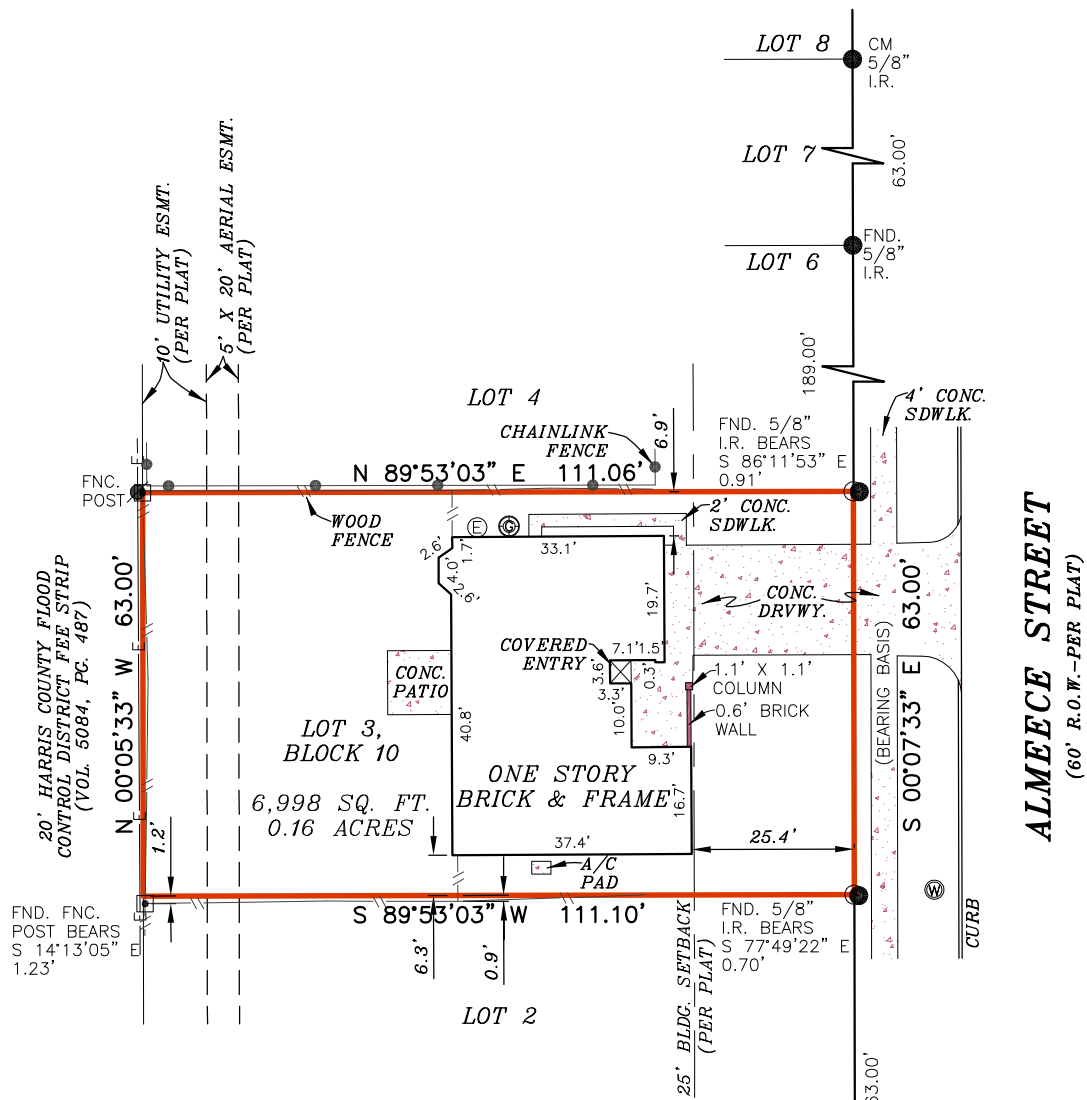 LOT 8
CM
5/8"
I.R.
LOT 7
63.00'
FND.
5/8"
I.R.
LOT 6
189.00'
10' UTILITY ESMT.
(PER PLAT)
5' X 20' AERIAL ESMT.
(PER PLAT)
LOT 4
CHAINLINK
FENCE
6.9'
FND. 5/8"
I.R. BEARS
S 86°11'53" E
0.91'
4' CONC.
SDWLK.
N 89°53'03" E 111.06'
FNC.
POST
E
WOOD
FENCE
E
G
2' CONC.
SDWLK.
33.1'
2.6'
1.7'
4.0'
2.6'
19.7'
CONC.
DRVWY.
20' HARRIS COUNTY FLOOD
CONTROL DISTRICT FEE STRIP
(VOL. 5084, PG. 487)
N 00°05'33" W 63.00'
E
E
E
COVERED
ENTRY
7.1'
1.5'
3.6'
0.3'
3.3'
10.0'
1.1' X 1.1'
COLUMN
0.6' BRICK
WALL
CONC.
PATIO
40.8'
9.3'
LOT 3,
BLOCK 10
6,998 SQ. FT.
0.16 ACRES
ONE STORY
BRICK & FRAME
16.7'
37.4'
25.4'
A/C
PAD
(BEARING BASIS)
S 00°07'33" E 63.00'
ALMEECE STREET
(60' R.O.W.-PER PLAT)
W
CURB
1.2'
FND. FNC.
POST BEARS
S 14°13'05" E
1.23'
E
S 89°53'03" W 111.10'
FND. 5/8"
I.R. BEARS
S 77°49'22" E
0.70'
6.3'
0.9'
LOT 2
25' BLDG. SETBACK
(PER PLAT)
63.00'